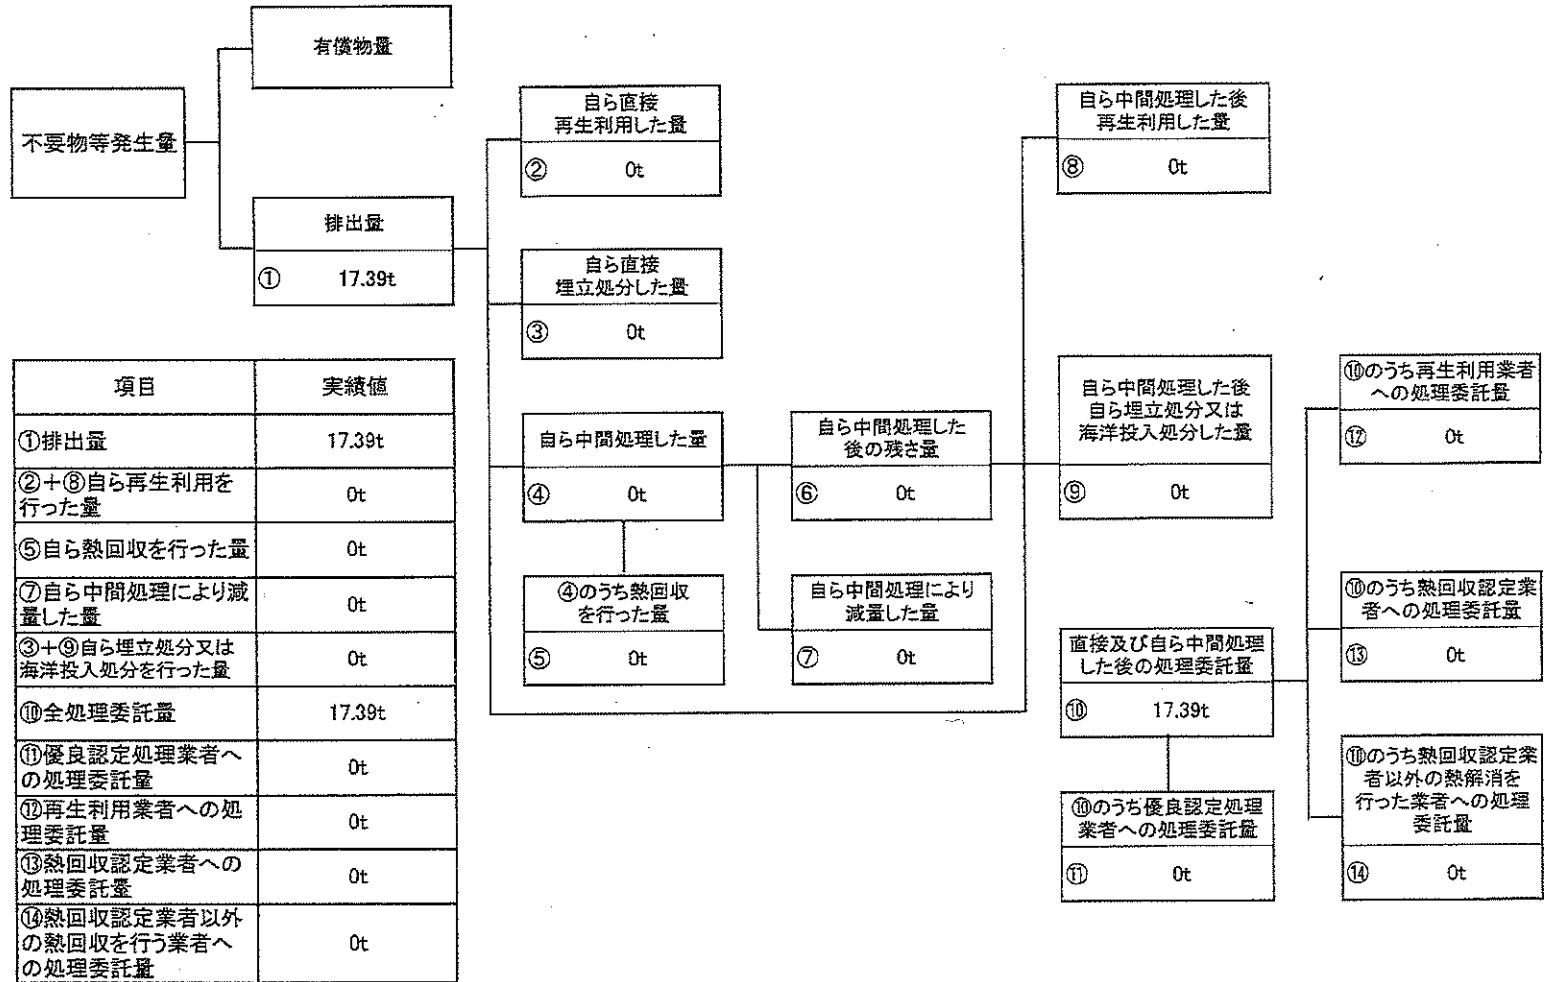 有償物量
不要物等発生量
排出量
① 17.39t
自ら直接
再生利用した量
② 0t
自ら直接
埋立処分した量
③ 0t
自ら中間処理した量
④ 0t
④のうち熱回収
を行った量
⑤ 0t
自ら中間処理した
後の残さ量
⑥ 0t
自ら中間処理により
減量した量
⑦ 0t
自ら中間処理した後
再生利用した量
⑧ 0t
自ら中間処理した後
自ら埋立処分又は
海洋投入処分した量
⑨ 0t
直接及び自ら中間処理
した後の処理委託量
⑩ 17.39t
⑩のうち優良認定処理
業者への処理委託量
⑪ 0t
⑩のうち再生利用業者
への処理委託量
⑫ 0t
⑩のうち熱回収認定業
者への処理委託量
⑬ 0t
⑩のうち熱回収認定業
者以外の熱解消を
行った業者への処理
委託量
⑭ 0t
項目 実績値
①排出量 17.39t
②+⑧自ら再生利用を
行った量 0t
⑤自ら熱回収を行った量 0t
⑦自ら中間処理により減
量した量 0t
③+⑨自ら埋立処分又は
海洋投入処分を行った量 0t
⑩全処理委託量 17.39t
⑪優良認定処理業者へ
の処理委託量 0t
⑫再生利用業者への処
理委託量 0t
⑬熱回収認定業者への
処理委託量 0t
⑭熱回収認定業者以外
の熱回収を行う業者へ
の処理委託量 0t